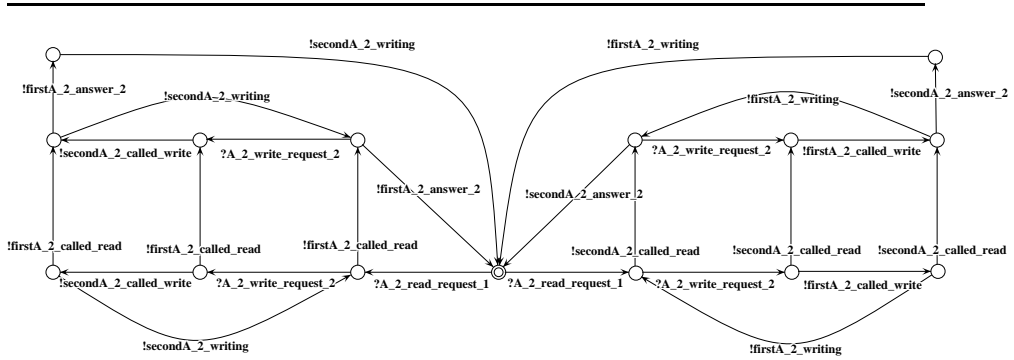 !secondA_2_writing
!firstA_2_writing
!firstA_2_answer_2
!secondA_2_writing
!firstA_2_writing
!secondA_2_answer_2
!secondA_2_called_write
?A_2_write_request_2
?A_2_write_request_2
!firstA_2_called_write
!firstA_2_answer_2
!secondA_2_answer_2
!firstA_2_called_read
!firstA_2_called_read
!firstA_2_called_read
!secondA_2_called_read
!secondA_2_called_read
!secondA_2_called_read
!secondA_2_called_write
?A_2_write_request_2
?A_2_read_request_1
?A_2_read_request_1
?A_2_write_request_2
!firstA_2_called_write
!secondA_2_writing
!firstA_2_writing